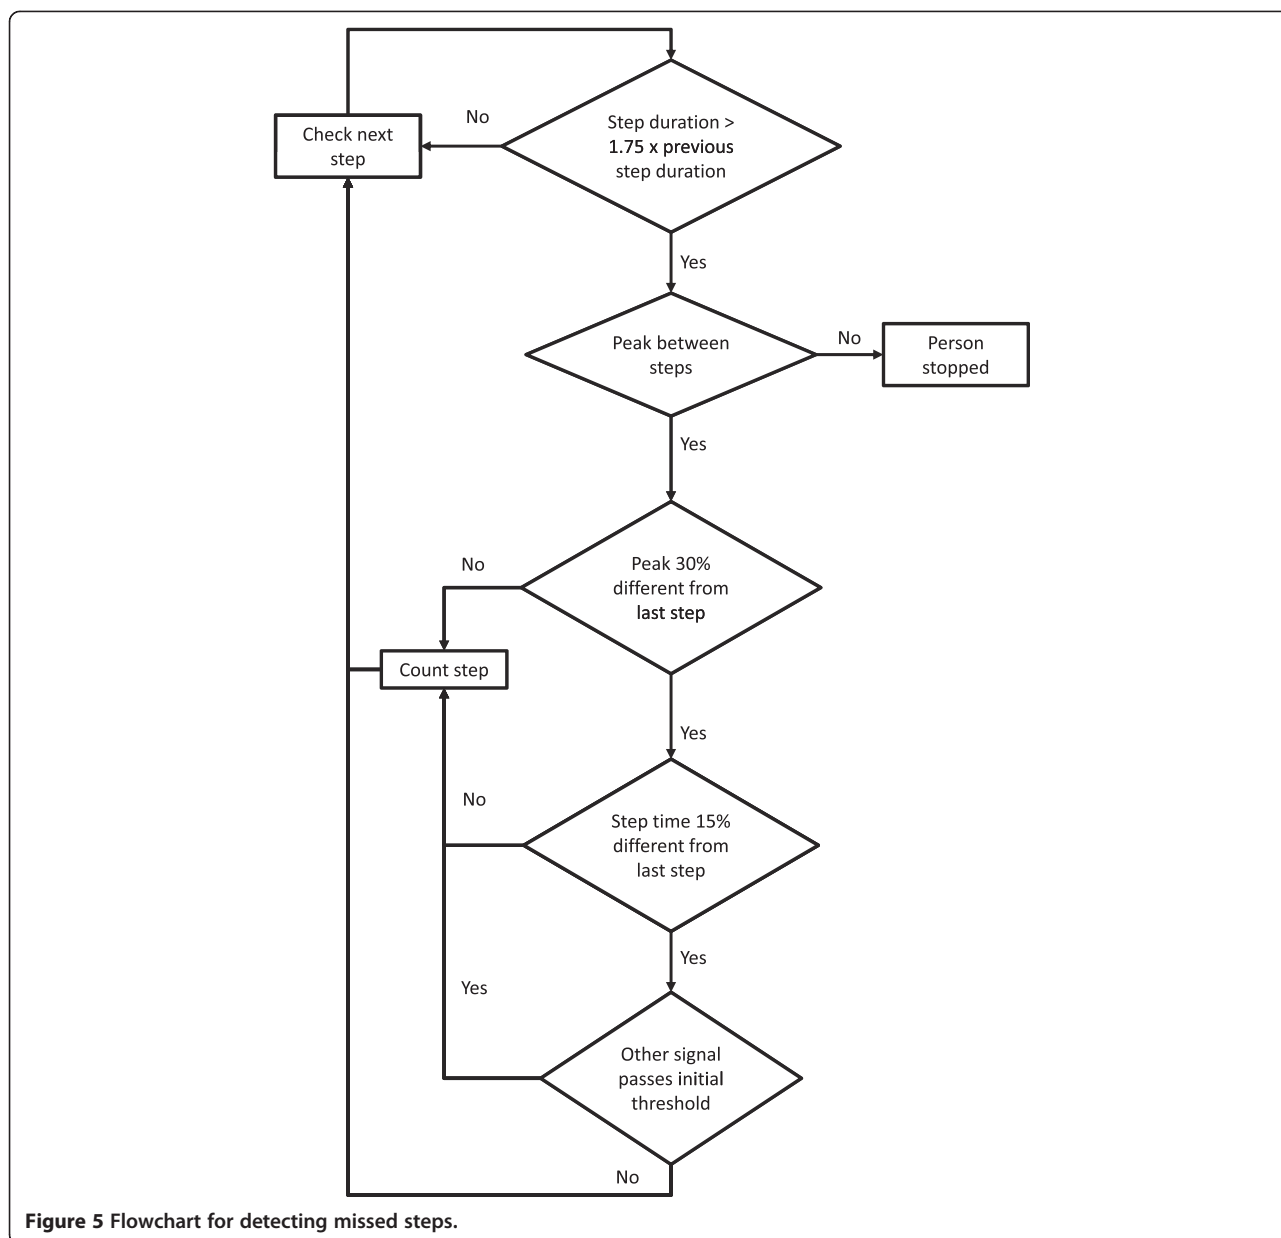 No
Check next
step
Step duration >
1.75 x previous
step duration
Yes
Peak between
steps
No
Person
stopped
Yes
Peak 30%
different from
last step
No
Count step
Yes
Step time 15%
different from
last step
No
Yes
Other signal
passes initial
threshold
Yes
No
Figure 5 Flowchart for detecting missed steps.